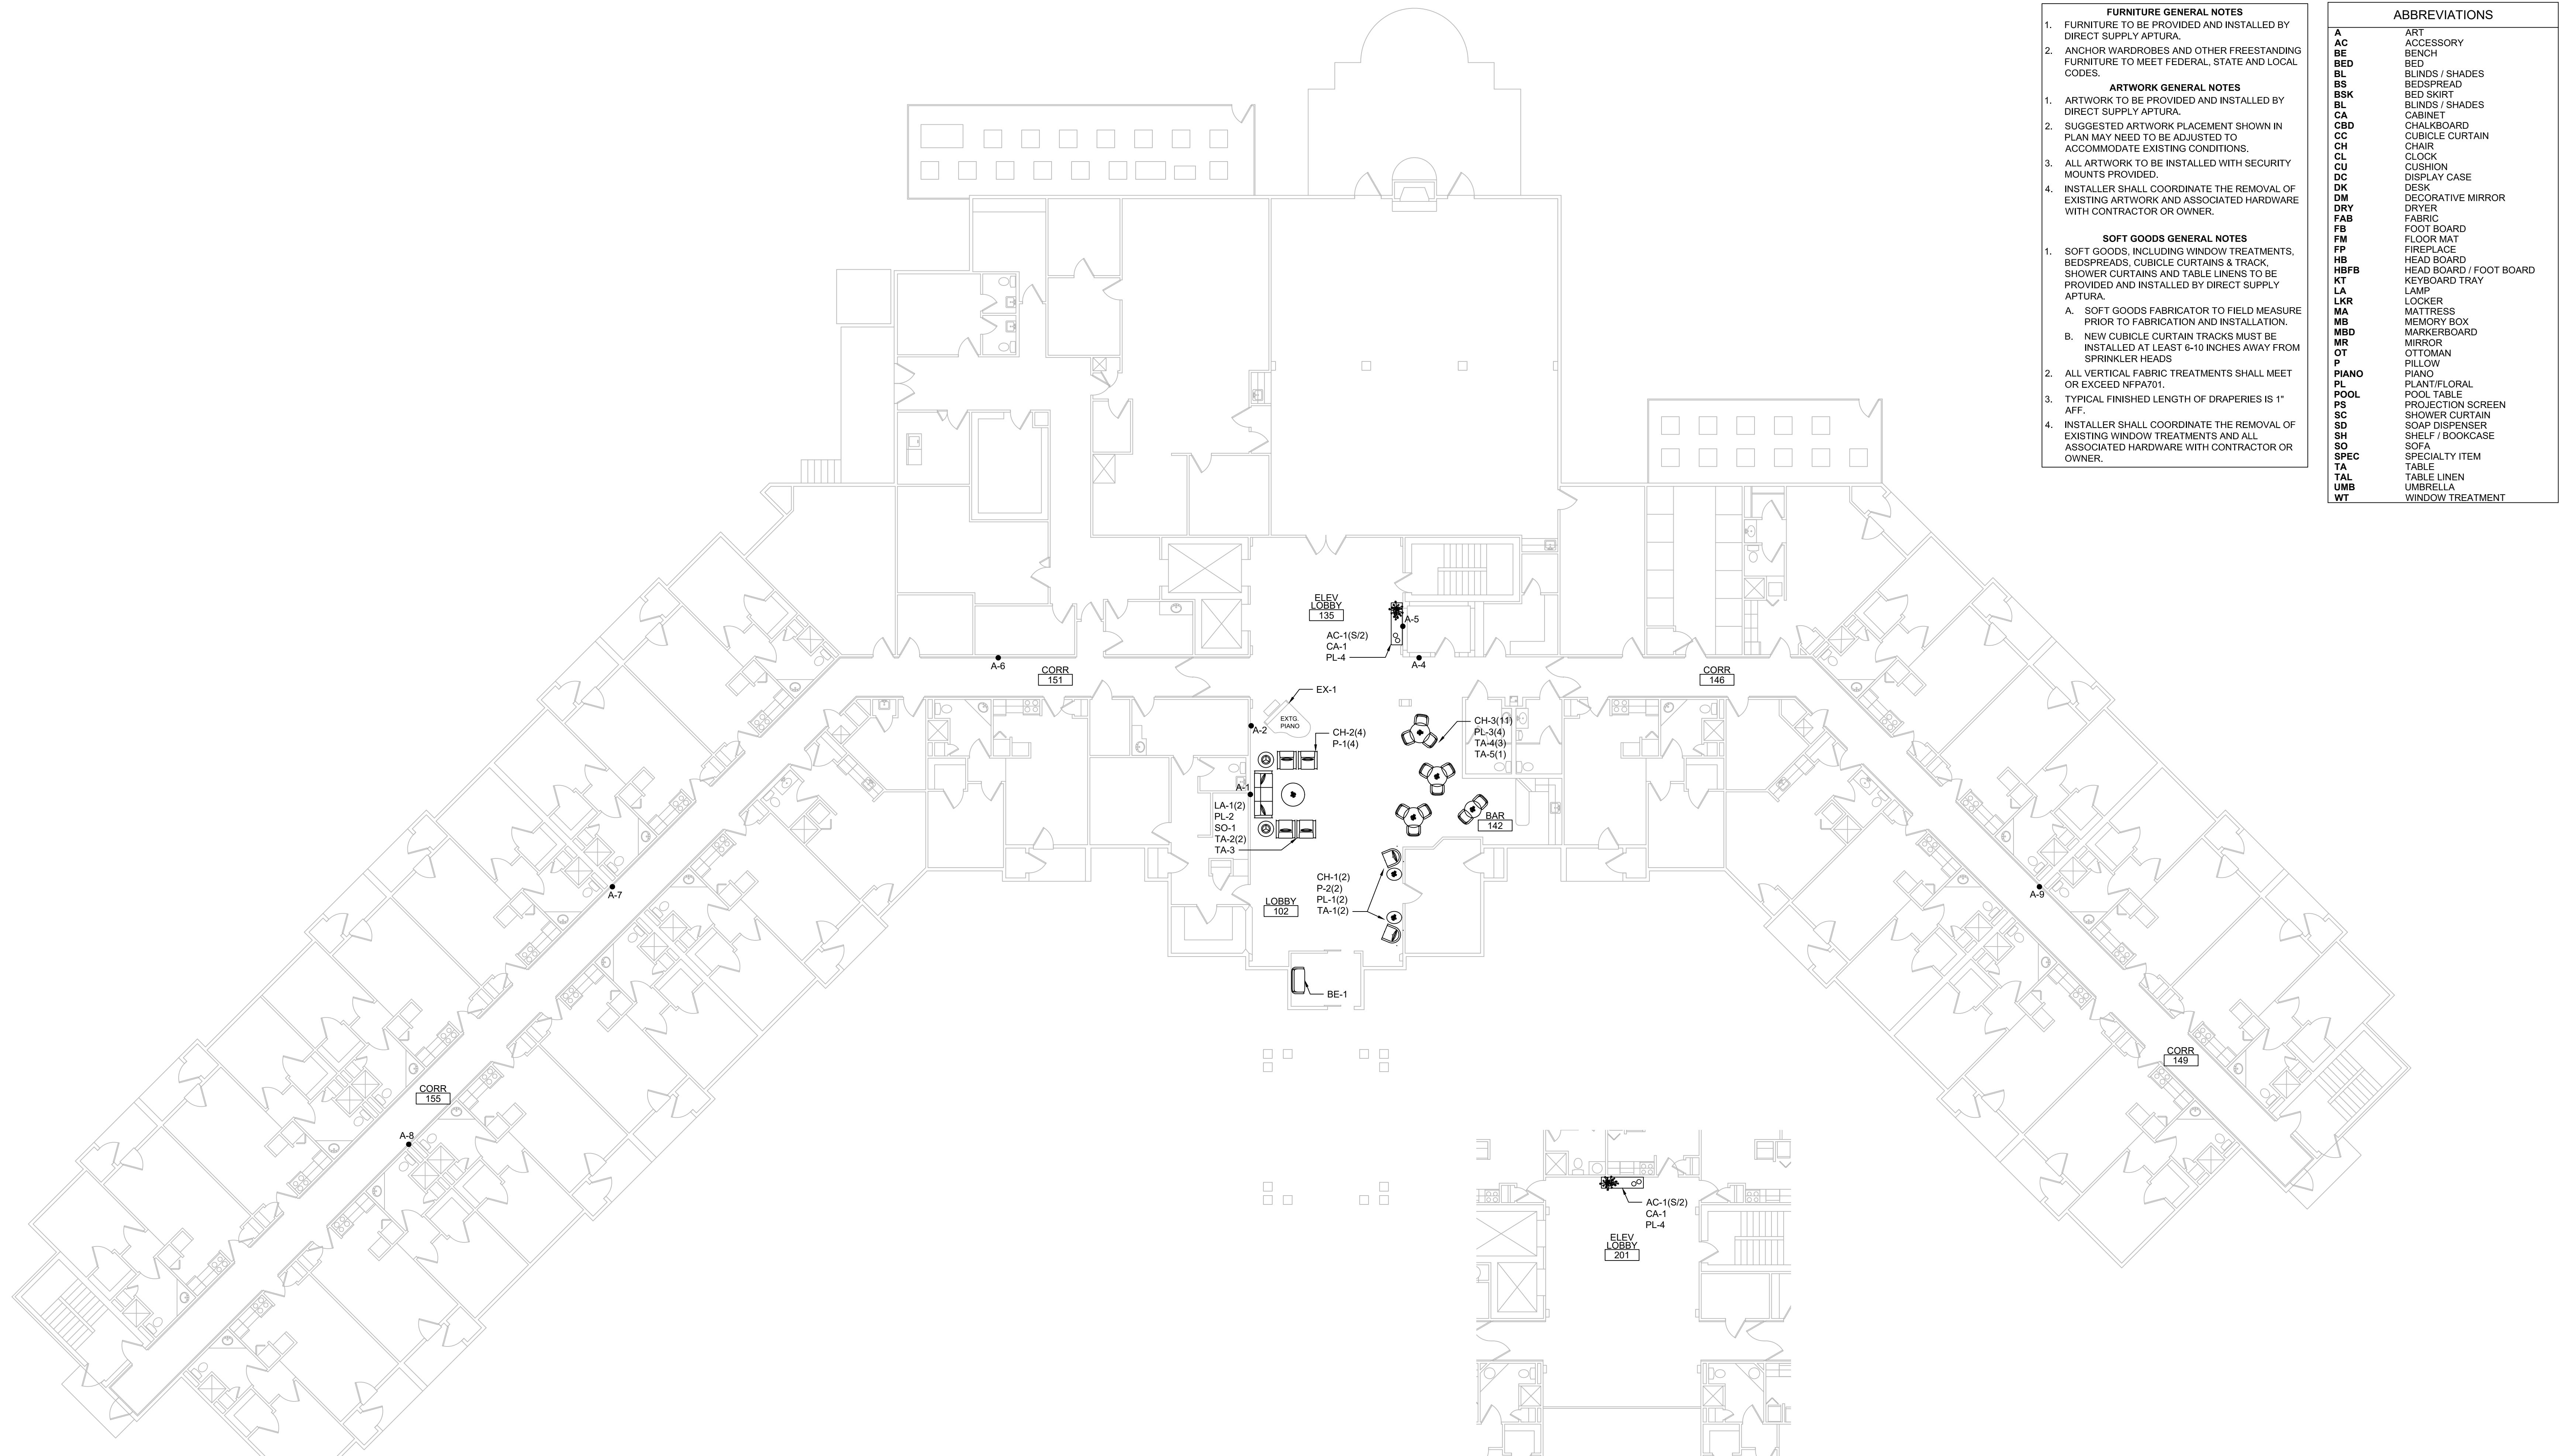 FURNITURE GENERAL NOTES
1. FURNITURE TO BE PROVIDED AND INSTALLED BY
DIRECT SUPPLY APTURA.
2. ANCHOR WARDROBES AND OTHER FREESTANDING
FURNITURE TO MEET FEDERAL, STATE AND LOCAL
CODES.
ARTWORK GENERAL NOTES
1. ARTWORK TO BE PROVIDED AND INSTALLED BY
DIRECT SUPPLY APTURA.
2. SUGGESTED ARTWORK PLACEMENT SHOWN IN
PLAN MAY NEED TO BE ADJUSTED TO
ACCOMMODATE EXISTING CONDITIONS.
3. ALL ARTWORK TO BE INSTALLED WITH SECURITY
MOUNTS PROVIDED.
4. INSTALLER SHALL COORDINATE THE REMOVAL OF
EXISTING ARTWORK AND ASSOCIATED HARDWARE
WITH CONTRACTOR OR OWNER.
SOFT GOODS GENERAL NOTES
1. SOFT GOODS, INCLUDING WINDOW TREATMENTS,
BEDSPREADS, CUBICLE CURTAINS & TRACK,
SHOWER CURTAINS AND TABLE LINENS TO BE
PROVIDED AND INSTALLED BY DIRECT SUPPLY
APTURA.
A. SOFT GOODS FABRICATOR TO FIELD MEASURE
PRIOR TO FABRICATION AND INSTALLATION.
B. NEW CUBICLE CURTAIN TRACKS MUST BE
INSTALLED AT LEAST 6-10 INCHES AWAY FROM
SPRINKLER HEADS
2. ALL VERTICAL FABRIC TREATMENTS SHALL MEET
OR EXCEED NFPA701.
3. TYPICAL FINISHED LENGTH OF DRAPERIES IS 1"
AFF.
4. INSTALLER SHALL COORDINATE THE REMOVAL OF
EXISTING WINDOW TREATMENTS AND ALL
ASSOCIATED HARDWARE WITH CONTRACTOR OR
OWNER.
ABBREVIATIONS
A ART
AC ACCESSORY
BE BENCH
BED BED
BL BLINDS / SHADES
BS BEDSPREAD
BSK BED SKIRT
BL BLINDS / SHADES
CA CABINET
CBD CHALKBOARD
CC CUBICLE CURTAIN
CH CHAIR
CL CLOCK
CU CUSHION
DC DISPLAY CASE
DK DESK
DM DECORATIVE MIRROR
DRY DRYER
FAB FABRIC
FB FOOT BOARD
FM FLOOR MAT
FP FIREPLACE
HB HEAD BOARD
HBFB HEAD BOARD / FOOT BOARD
KT KEYBOARD TRAY
LA LAMP
LKR LOCKER
MA MATTRESS
MB MEMORY BOX
MBD MARKERBOARD
MR MIRROR
OT OTTOMAN
P PILLOW
PIANO PIANO
PL PLANT/FLORAL
POOL POOL TABLE
PS PROJECTION SCREEN
SC SHOWER CURTAIN
SD SOAP DISPENSER
SH SHELF / BOOKCASE
SO SOFA
SPEC SPECIALTY ITEM
TA TABLE
TAL TABLE LINEN
UMB UMBRELLA
WT WINDOW TREATMENT
ELEV
LOBBY
135
A-5
AC-1(S/2)
CA-1
PL-4
A-4
A-6
CORR
151
CORR
146
EX-1
EXTG.
PIANO
A-2
CH-2(4)
P-1(4)
CH-3(11)
PL-3(4)
TA-4(3)
TA-5(1)
A-1
LA-1(2)
PL-2
SO-1
TA-2(2)
TA-3
BAR
142
CH-1(2)
P-2(2)
PL-1(2)
TA-1(2)
LOBBY
102
A-7
A-9
BE-1
CORR
149
CORR
155
A-8
AC-1(S/2)
CA-1
PL-4
ELEV
LOBBY
201